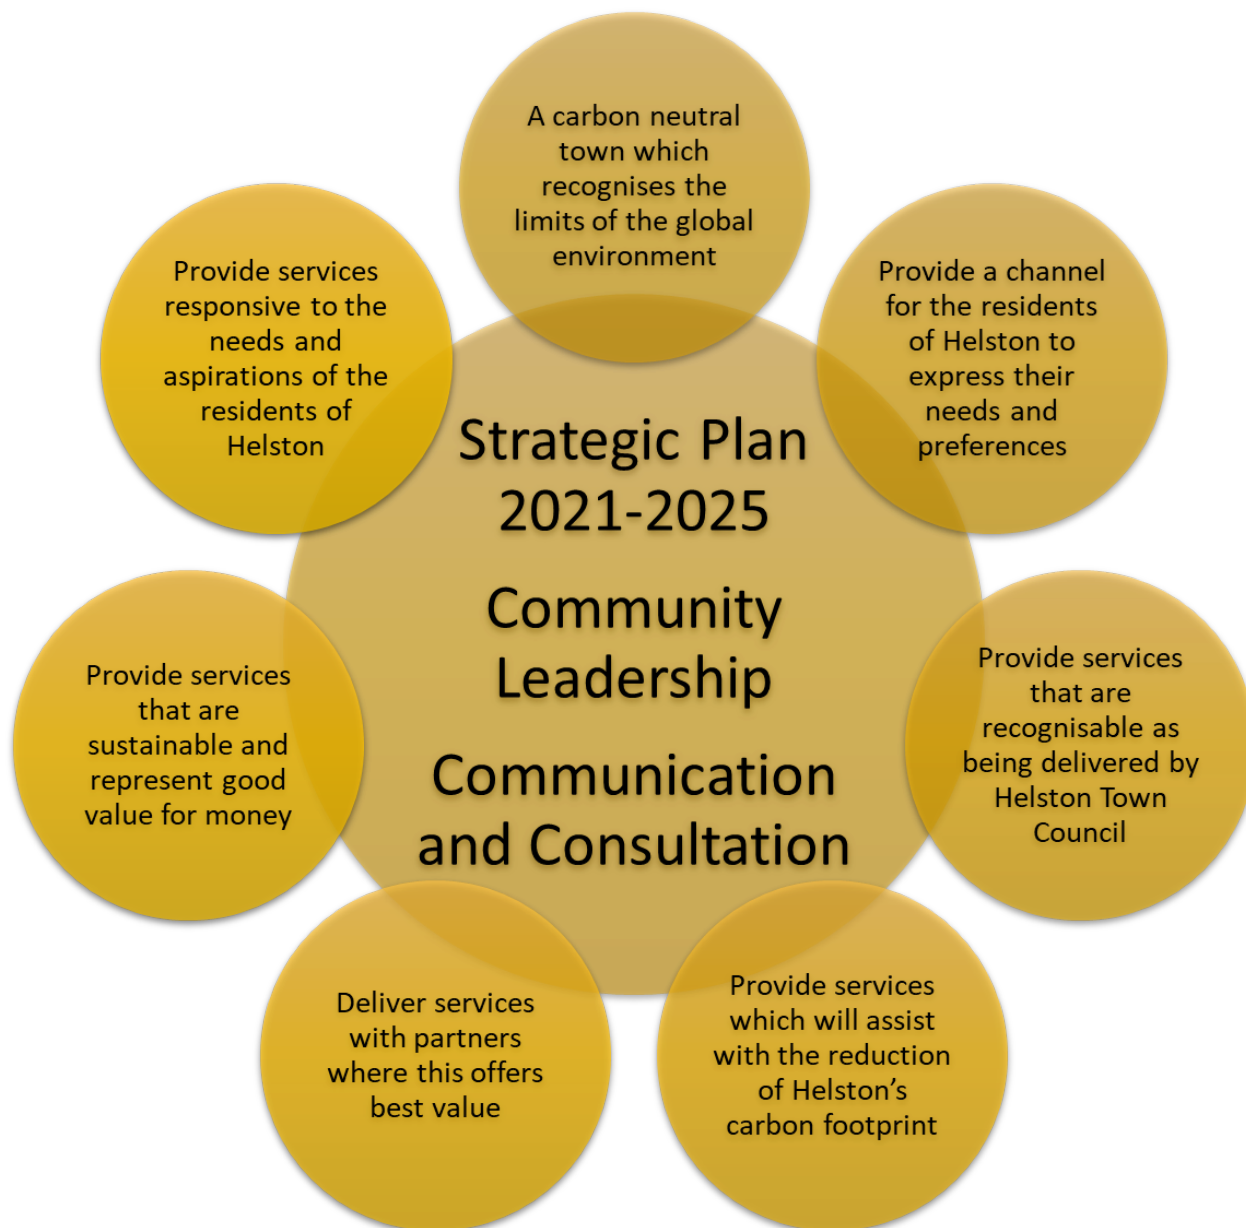 A carbon neutral
town which
recognises the
limits of the global
environment
Provide a channel
for the residents
of Helston to
express their
needs and
preferences
Provide services
that are
recognisable as
being delivered by
Helston Town
Council
Provide services
which will assist
with the reduction
of Helston’s
carbon footprint
Deliver services
with partners
where this offers
best value
Provide services
that are
sustainable and
represent good
value for money
Provide services
responsive to the
needs and
aspirations of the
residents of
Helston
Strategic Plan
2021-2025
Community
Leadership
Communication
and Consultation